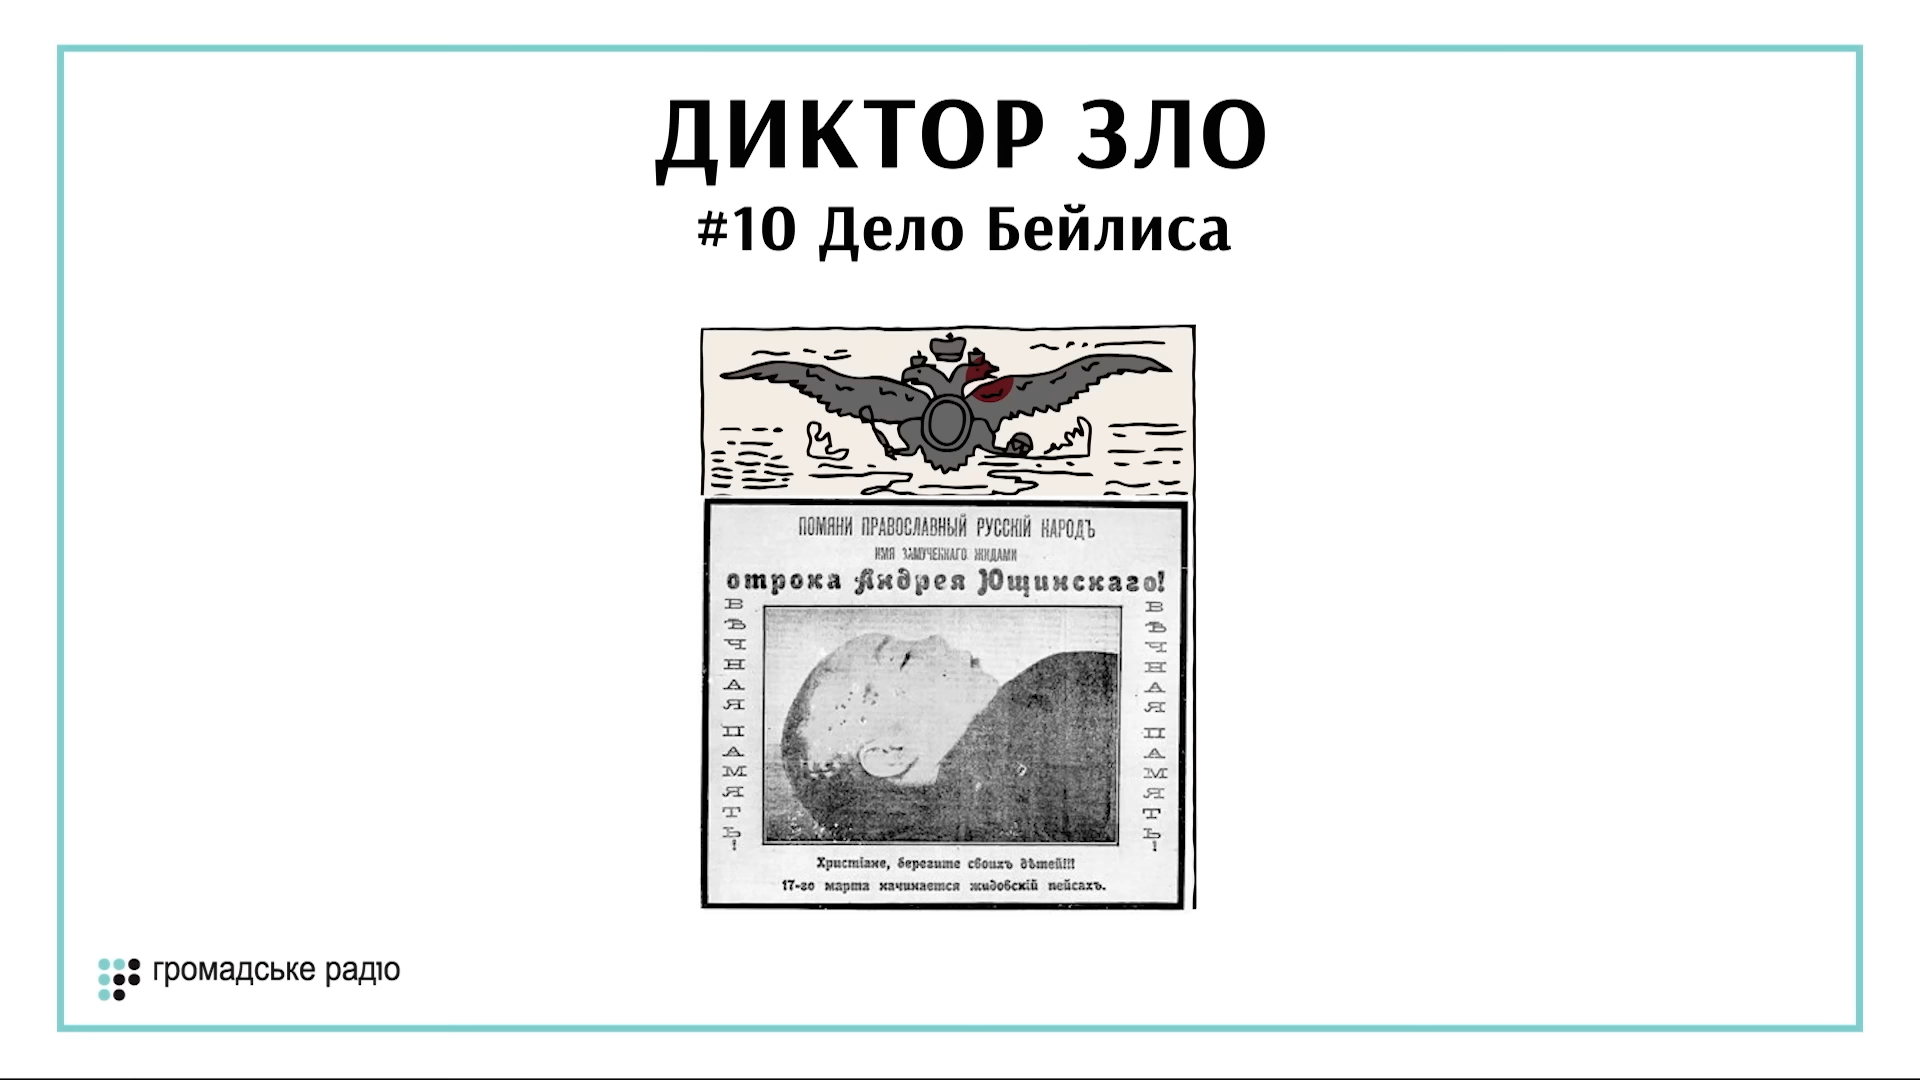 ДИКТОР ЗЛО
#10 Дело Бейлиса
ПОМЯНИ ПРАВОСЛАВНЫЙ РУССКІЙ НАРОДЪ
ИМЯ ЗАМУЧЕННАГО ЖИДАМИ
отрока Андрея Ющинскаго!
ВѢЧНАЯ ПАМЯТЬ!
ВѢЧНАЯ ПАМЯТЬ!
Христіане, берегите своихъ дѣтей!!!
17-го марта начинается жидовскій пейсахъ.
громадське радіо